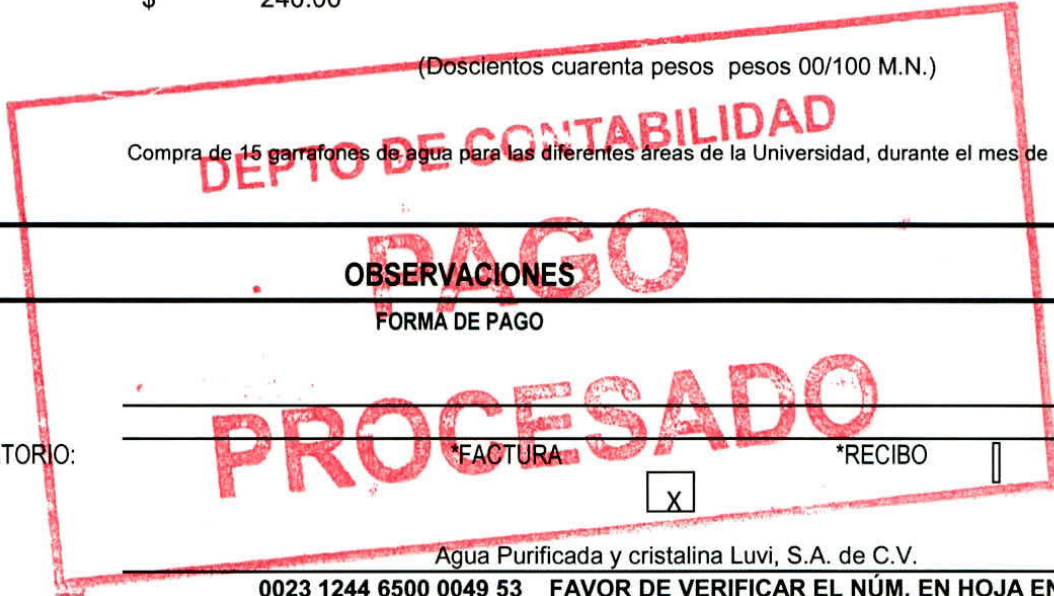 $ 240.00
(Doscientos cuarenta pesos pesos 00/100 M.N.)
DEPTO DE CONTABILIDAD
Compra de 15 garrafones de agua para las diferentes áreas de la Universidad, durante el mes de
PAGO
OBSERVACIONES
FORMA DE PAGO
PROCESADO
TORIO: *FACTURA *RECIBO
X
Agua Purificada y cristalina Luvi, S.A. de C.V.
0023 1244 6500 0049 53 FAVOR DE VERIFICAR EL NÚM. EN HOJA EN